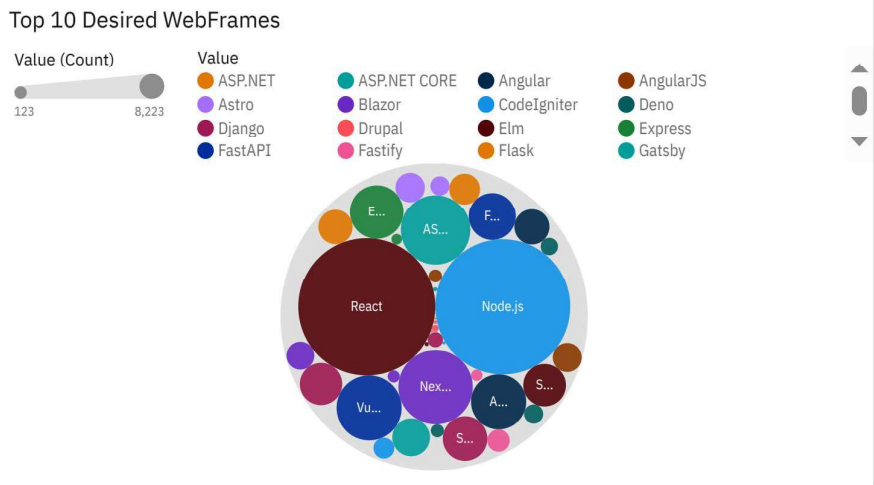 Top 10 Desired WebFrames
Value (Count)
123 8,223
Value
ASP.NET ASP.NET CORE Angular AngularJS
Astro Blazor CodeIgniter Deno
Django Drupal Elm Express
FastAPI Fastify Flask Gatsby
E...
AS...
F...
React
Node.js
Nex...
Vu...
A...
S...
S...